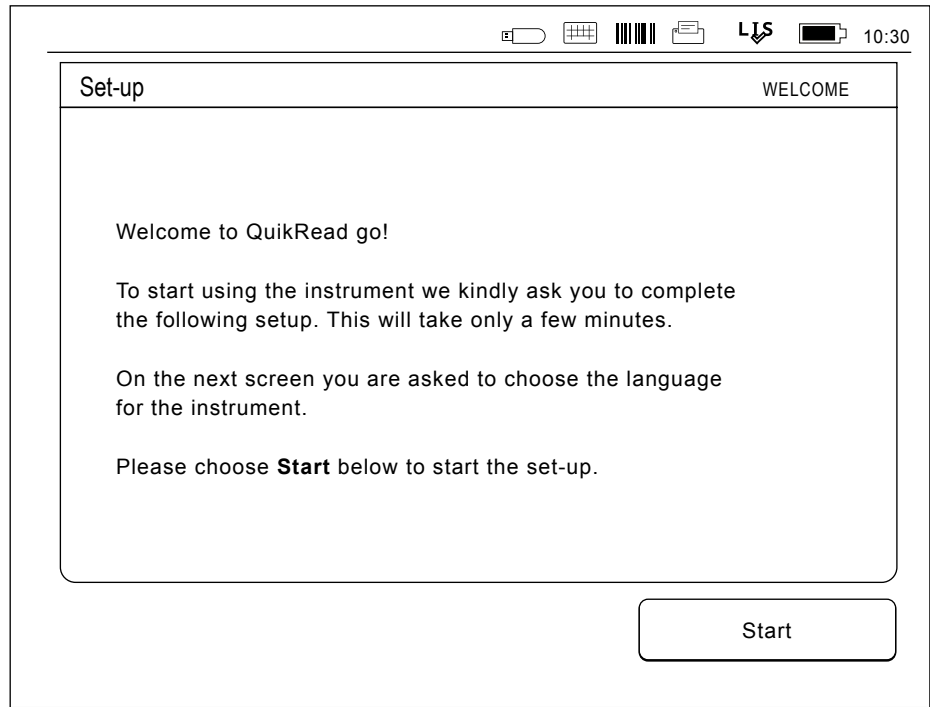 LIS 10:30
Set-up WELCOME
Welcome to QuikRead go!
To start using the instrument we kindly ask you to complete
the following setup. This will take only a few minutes.
On the next screen you are asked to choose the language
for the instrument.
Please choose Start below to start the set-up.
Start